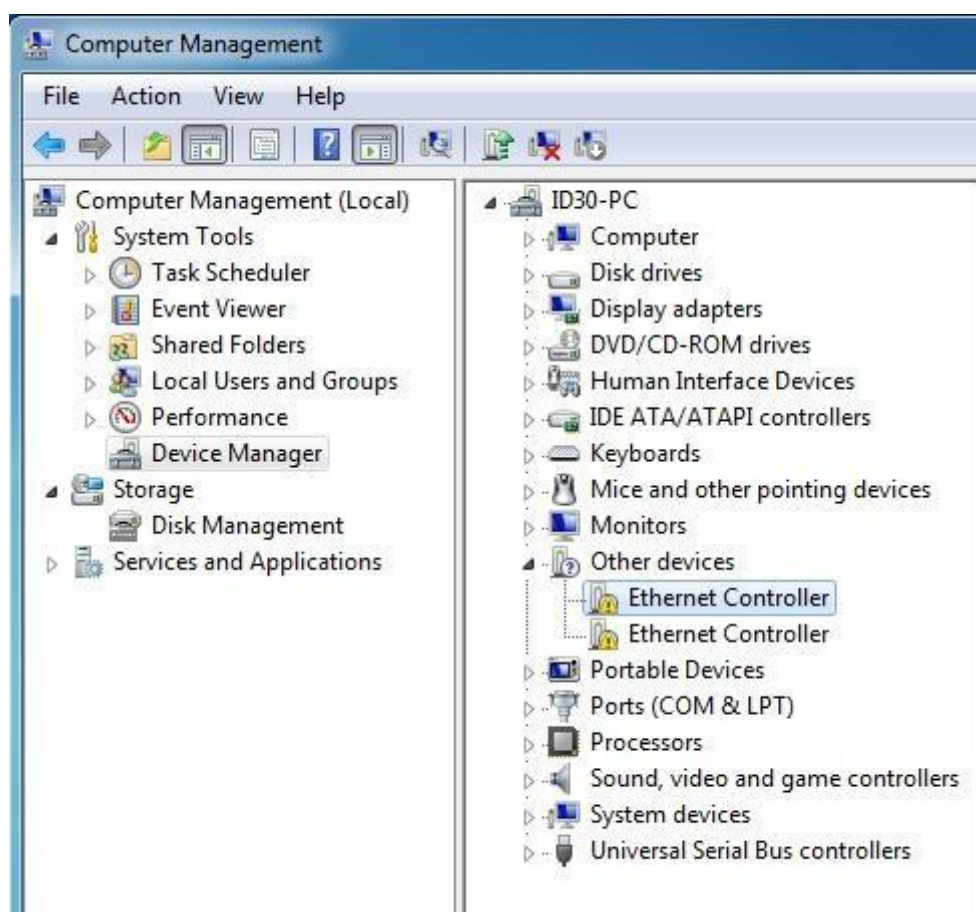 Computer Management
File Action View Help
Computer Management (Local)
System Tools
Task Scheduler
Event Viewer
Shared Folders
Local Users and Groups
Performance
Device Manager
Storage
Disk Management
Services and Applications
ID30-PC
Computer
Disk drives
Display adapters
DVD/CD-ROM drives
Human Interface Devices
IDE ATA/ATAPI controllers
Keyboards
Mice and other pointing devices
Monitors
Other devices
Ethernet Controller
Ethernet Controller
Portable Devices
Ports (COM & LPT)
Processors
Sound, video and game controllers
System devices
Universal Serial Bus controllers